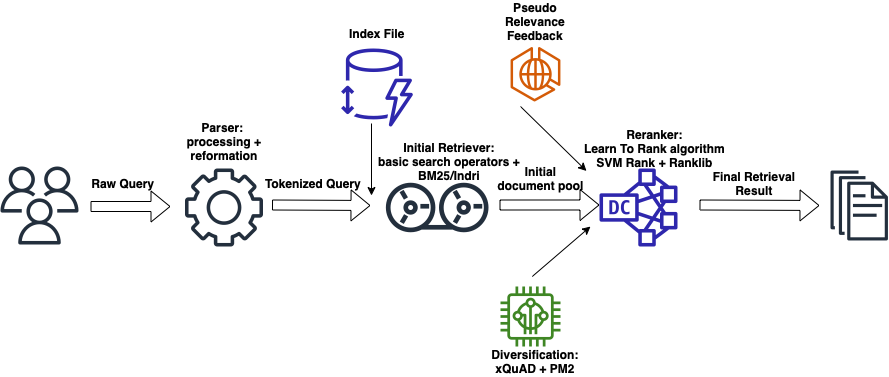 Pseudo
Relevance
Feedback
Index File
Parser:
processing +
reformation
Initial Retriever:
basic search operators +
BM25/Indri
Reranker:
Learn To Rank algorithm
SVM Rank + Ranklib
Raw Query
Tokenized Query
Initial
document pool
DC
Final Retrieval
Result
Diversification:
xQuAD + PM2